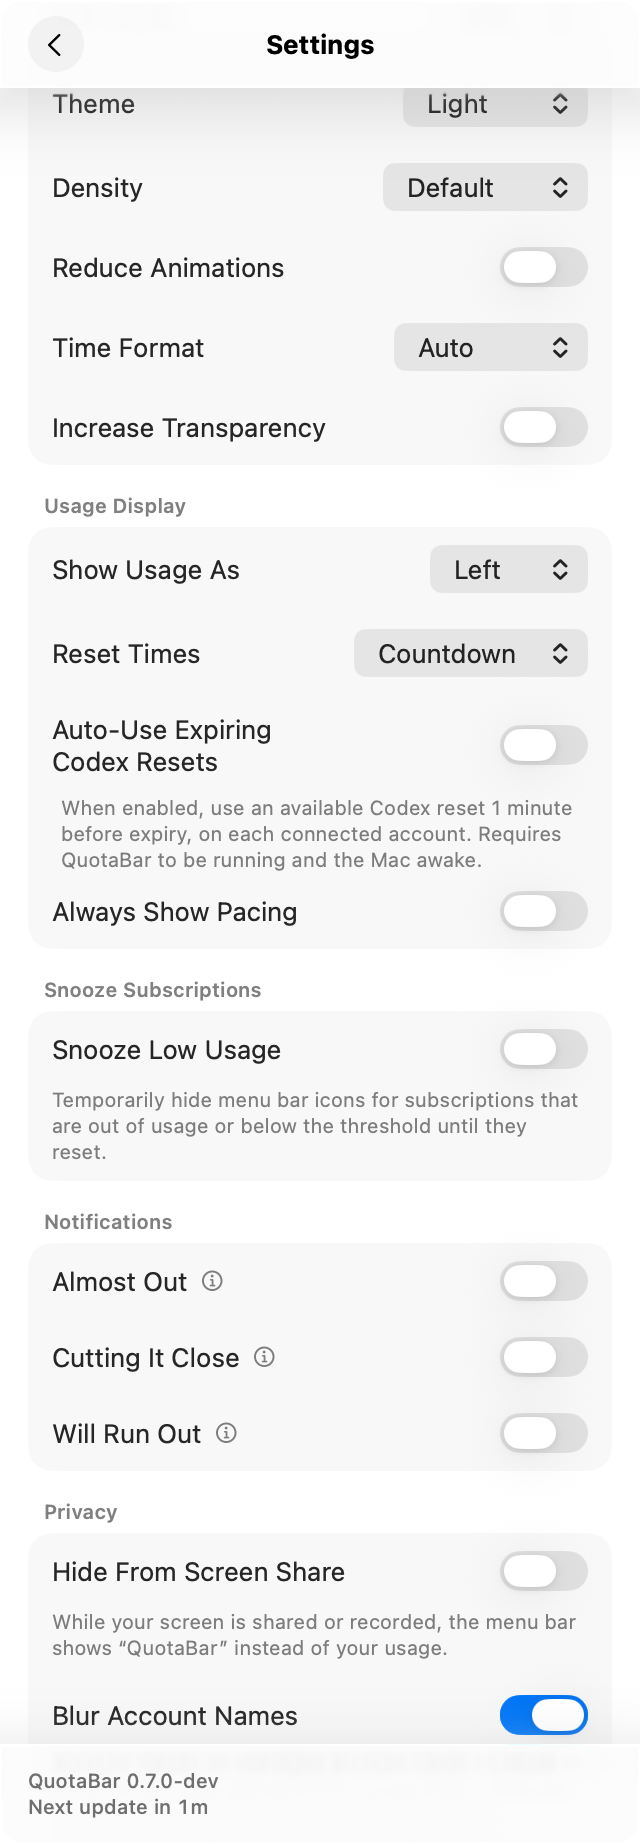 Settings
Theme
Light
Density
Default
Reduce Animations
Time Format
Auto
Increase Transparency
Usage Display
Show Usage As
Left
Reset Times
Countdown
Auto-Use Expiring
Codex Resets
When enabled, use an available Codex reset 1 minute
before expiry, on each connected account. Requires
QuotaBar to be running and the Mac awake.
Always Show Pacing
Snooze Subscriptions
Snooze Low Usage
Temporarily hide menu bar icons for subscriptions that
are out of usage or below the threshold until they
reset.
Notifications
Almost Out
Cutting It Close
Will Run Out
Privacy
Hide From Screen Share
While your screen is shared or recorded, the menu bar
shows “QuotaBar” instead of your usage.
Blur Account Names
QuotaBar 0.7.0-dev
Next update in 1m